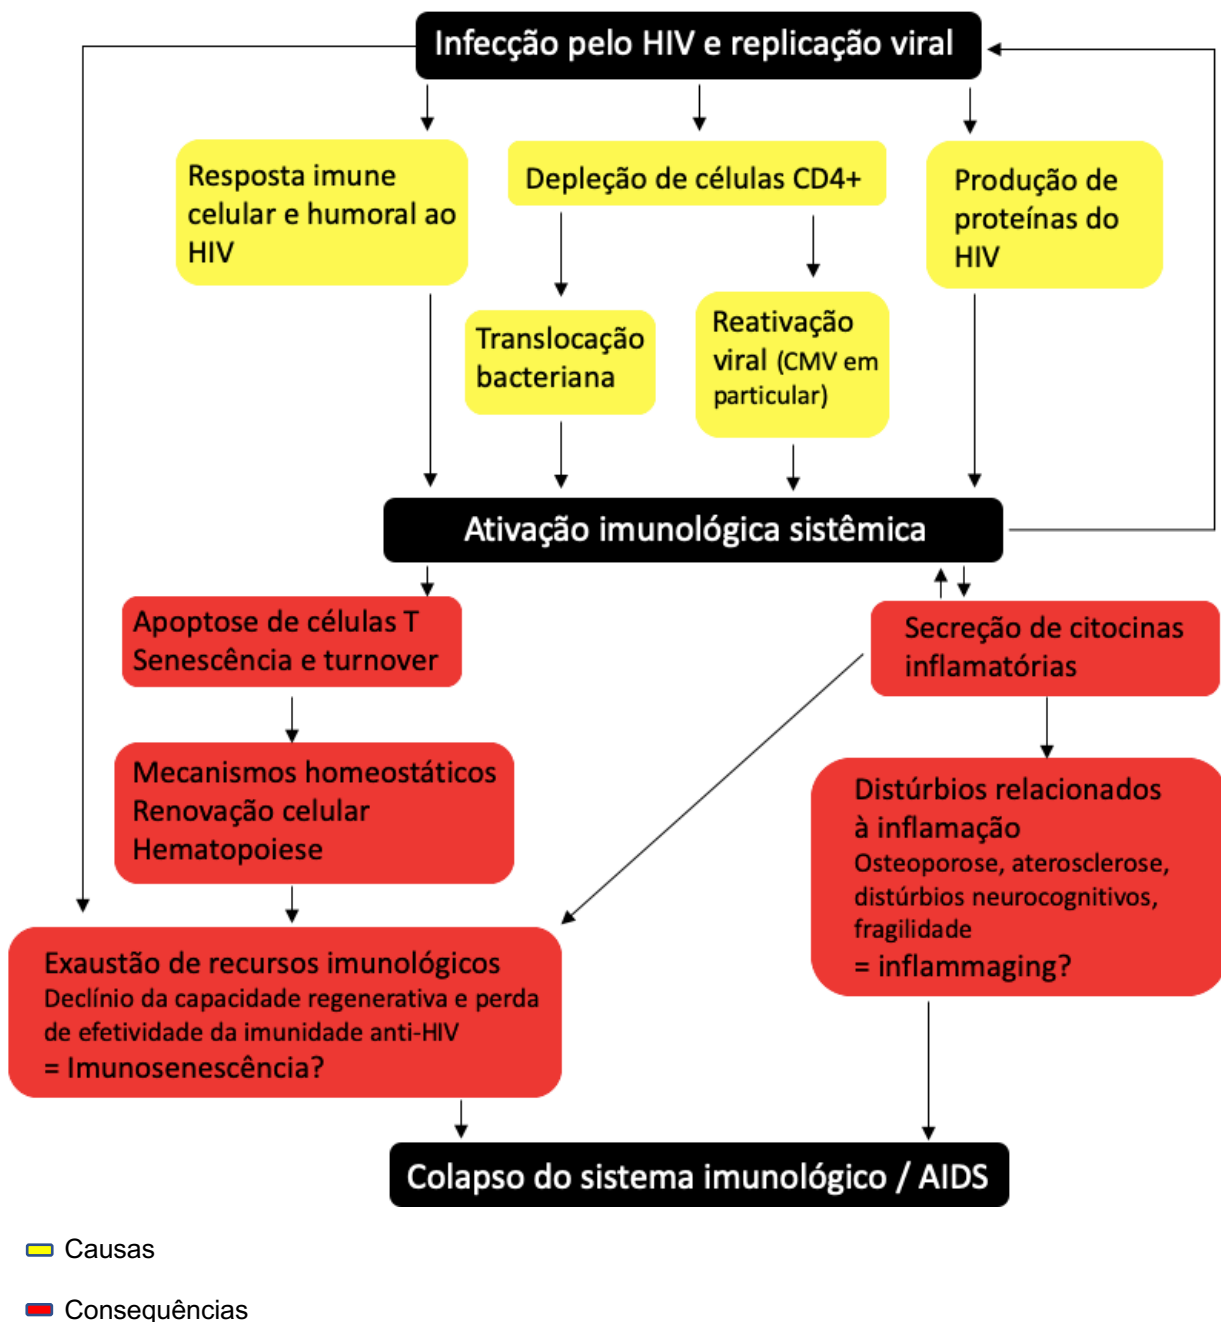 Infecção pelo HIV e replicação viral
Resposta imune
celular e humoral ao
HIV
Depleção de células CD4+
Produção de
proteínas do
HIV
Translocação
bacteriana
Reativação
viral (CMV em
particular)
Ativação imunológica sistêmica
Apoptose de células T
Senescência e turnover
Secreção de citocinas
inflamatórias
Mecanismos homeostáticos
Renovação celular
Hematopoiese
Distúrbios relacionados
à inflamação
Osteoporose, aterosclerose,
distúrbios neurocognitivos,
fragilidade
= inflammaging?
Exaustão de recursos imunológicos
Declínio da capacidade regenerativa e perda
de efetividade da imunidade anti-HIV
= Imunosenescência?
Colapso do sistema imunológico / AIDS
Causas
Consequências